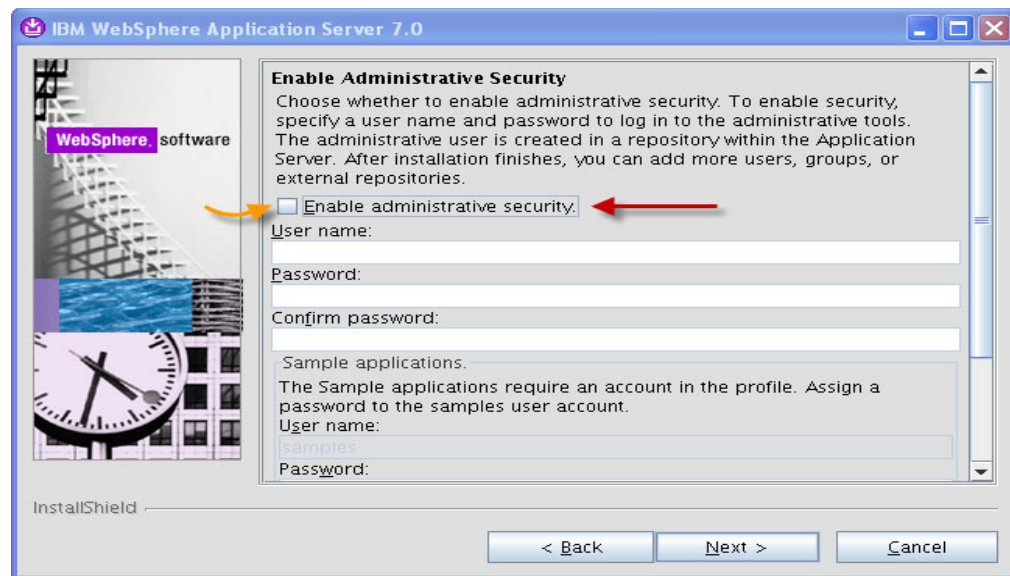 IBM WebSphere Application Server 7.0
WebSphere. software
Enable Administrative Security
Choose whether to enable administrative security. To enable security,
specify a user name and password to log in to the administrative tools.
The administrative user is created in a repository within the Application
Server. After installation finishes, you can add more users, groups, or
external repositories.
Enable administrative security.
User name:
Password:
Confirm password:
Sample applications.
The Sample applications require an account in the profile. Assign a
password to the samples user account.
User name:
samples
Password:
InstallShield
< Back
Next >
Cancel